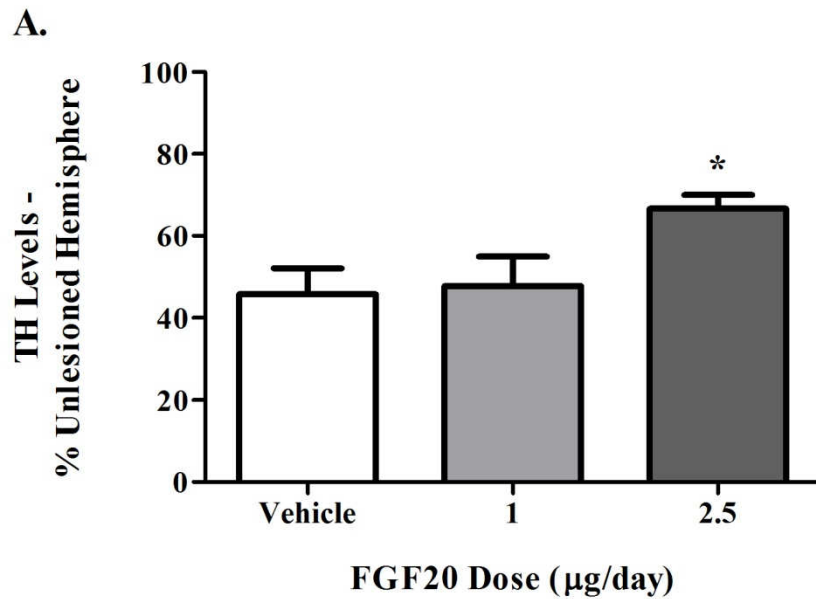 A.
TH Levels -
% Unlesioned Hemisphere
100
80
60
40
20
0
*
Vehicle
1
2.5
FGF20 Dose (μg/day)